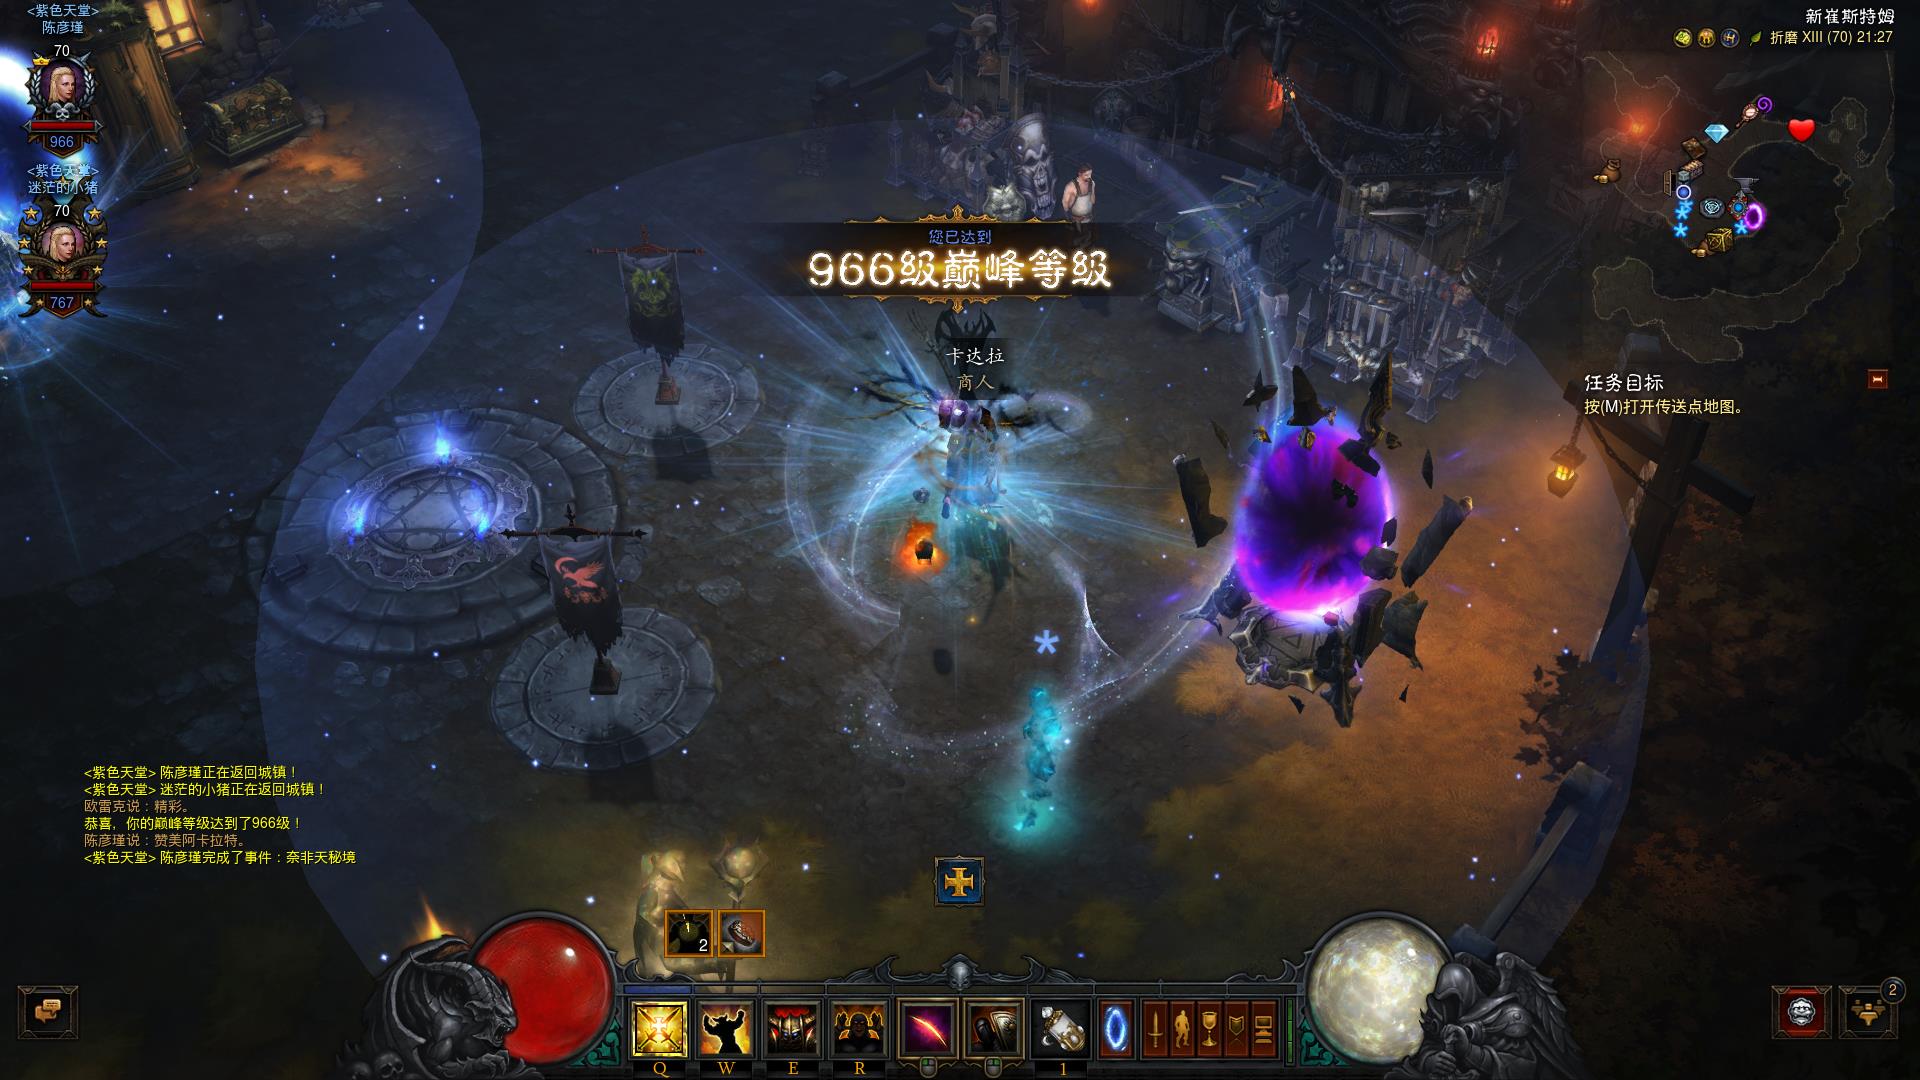 <紫色天堂>
陈彦瑾
70
966
<紫色天堂>
迷茫的小猪
70
767
新崔斯特姆
折磨 XIII (70) 21:27
您已达到
966级巅峰等级
卡达拉
商人
任务目标
按(M)打开传送点地图。
<紫色天堂> 陈彦瑾正在返回城镇！
<紫色天堂> 迷茫的小猪正在返回城镇！
欧雷克说：精彩。
恭喜，你的巅峰等级达到了966级！
陈彦瑾说：赞美阿卡拉特。
<紫色天堂> 陈彦瑾完成了事件：奈非天秘境
2
2
Q
W
E
R
1